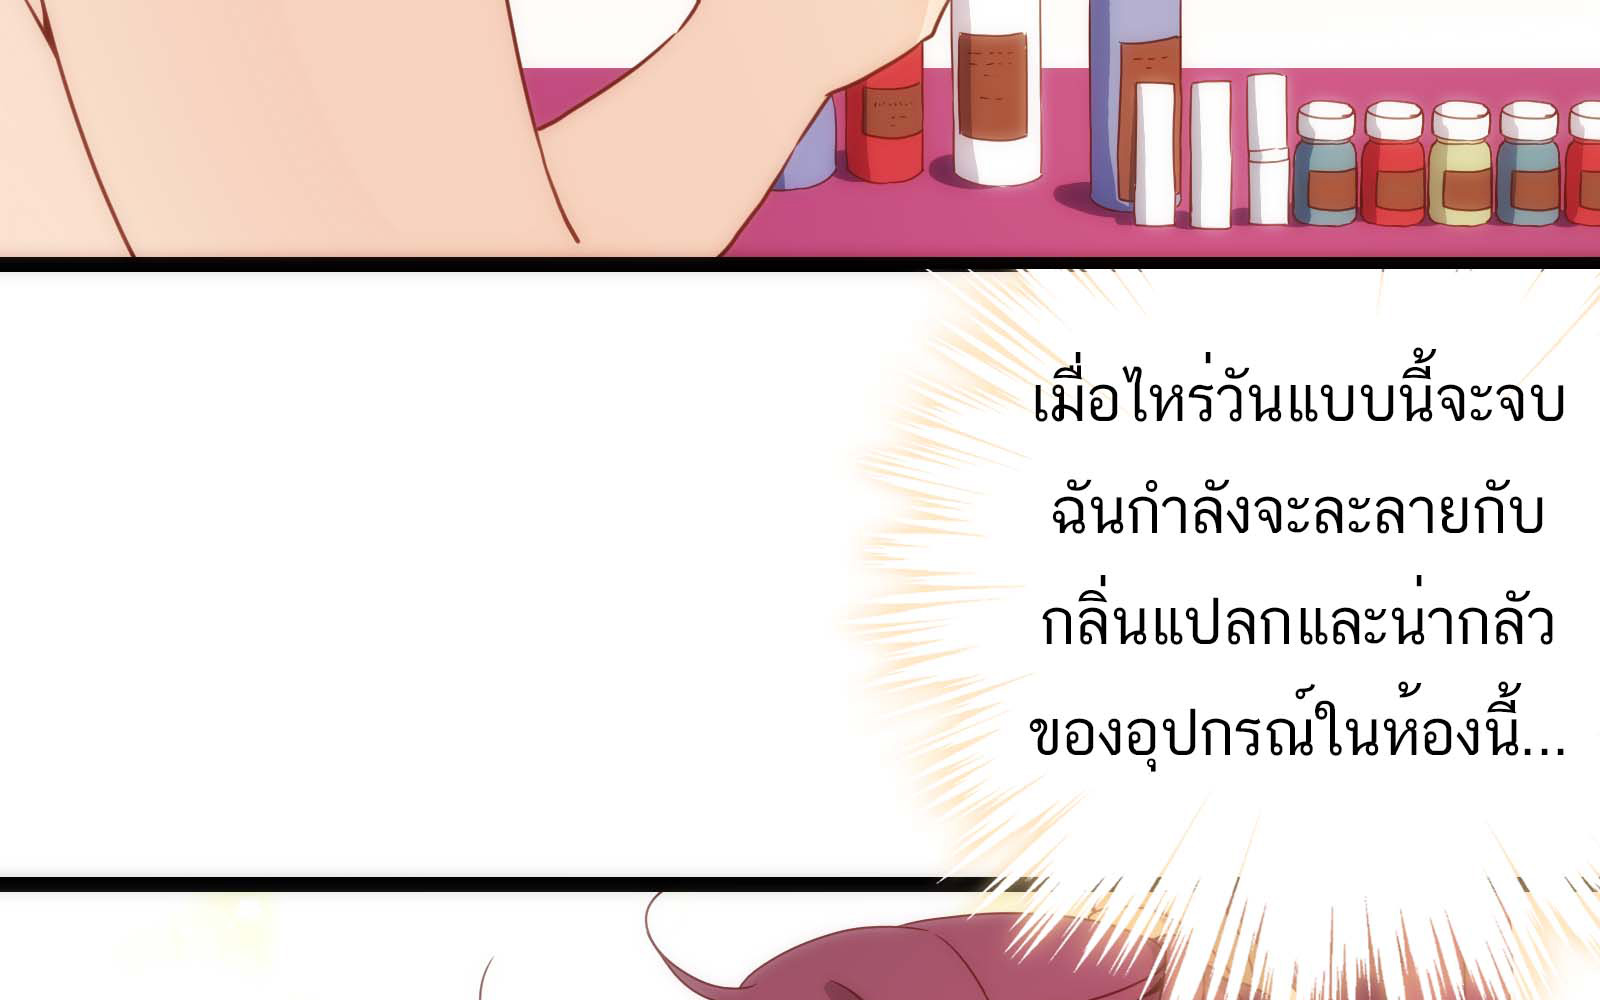 เมื่อไหร่วันแบบนี้จะจบ
ฉันกำลังจะละลายกับ
กลิ่นแปลกและน่ากลัว
ของอุปกรณ์ในห้องนี้...